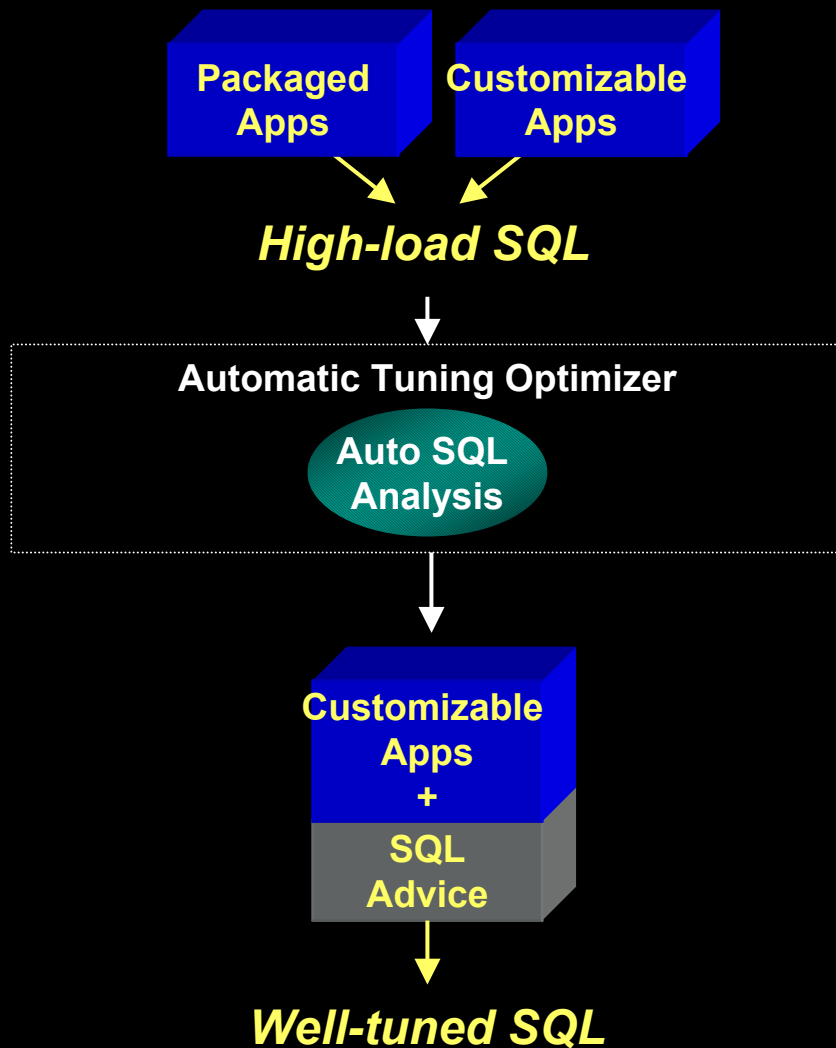 Packaged
Apps
Customizable
Apps
High-load SQL
Automatic Tuning Optimizer
Auto SQL
Analysis
Customizable
Apps
+
SQL
Advice
Well-tuned SQL